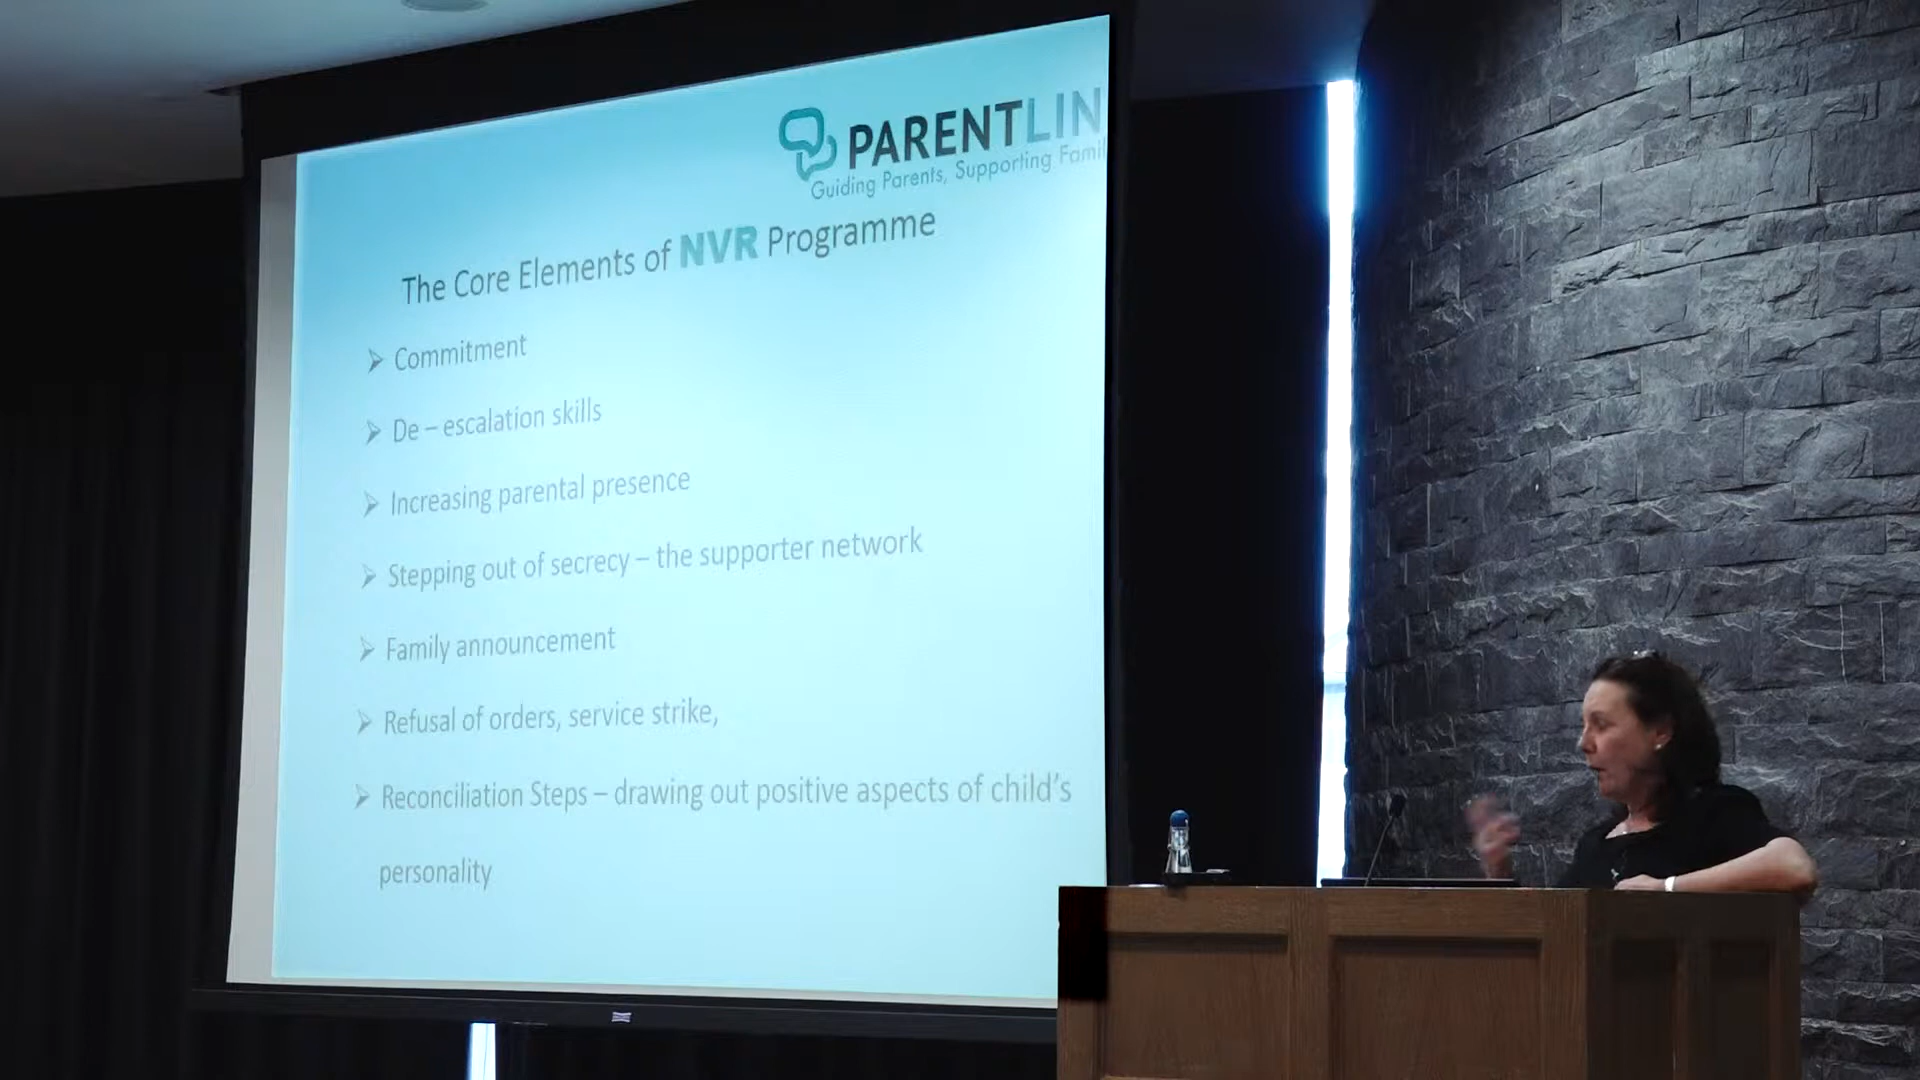 PARENTLIN
Guiding Parents, Supporting Famil
The Core Elements of NVR Programme
➢ Commitment
➢ De – escalation skills
➢ Increasing parental presence
➢ Stepping out of secrecy – the supporter network
➢ Family announcement
➢ Refusal of orders, service strike,
➢ Reconciliation Steps – drawing out positive aspects of child's
personality